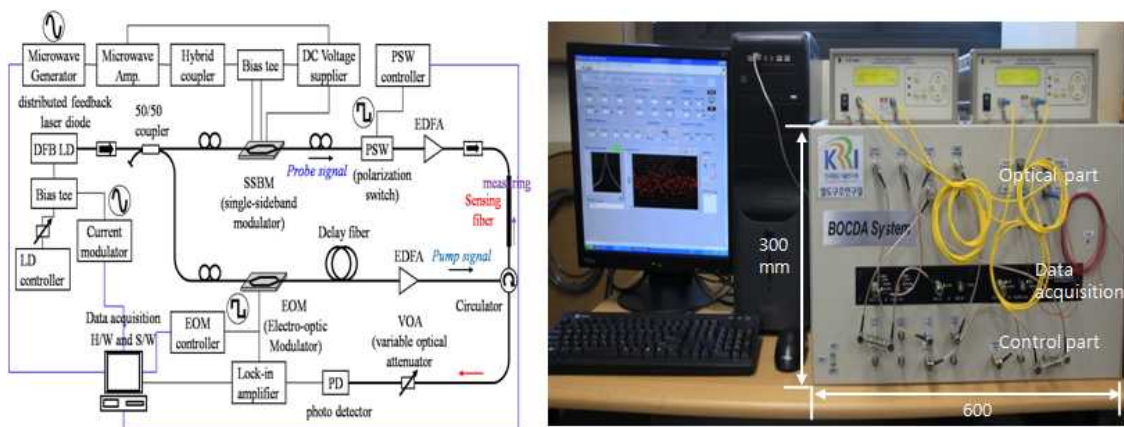 Microwave
Generator
Microwave
Amp.
Hybrid
coupler
Bias tee
DC Voltage
supplier
PSW
controller
distributed feedback
laser diode
50/50
coupler
EDFA
DFB LD
PSW
Probe signal
(polarization
switch)
SSBM
(single-sideband
modulator)
measuring
Sensing
fiber
Bias tee
Current
modulator
LD
controller
Delay fiber
EDFA
Pump signal
Circulator
EOM
(Electro-optic
Modulator)
VOA
(variable optical
attenuator)
Data acquisition
H/W and S/W
EOM
controller
Lock-in
amplifier
PD
photo detector
KRRI
Optical part
BOCDA System
300
mm
Data
acquisition
Control part
600